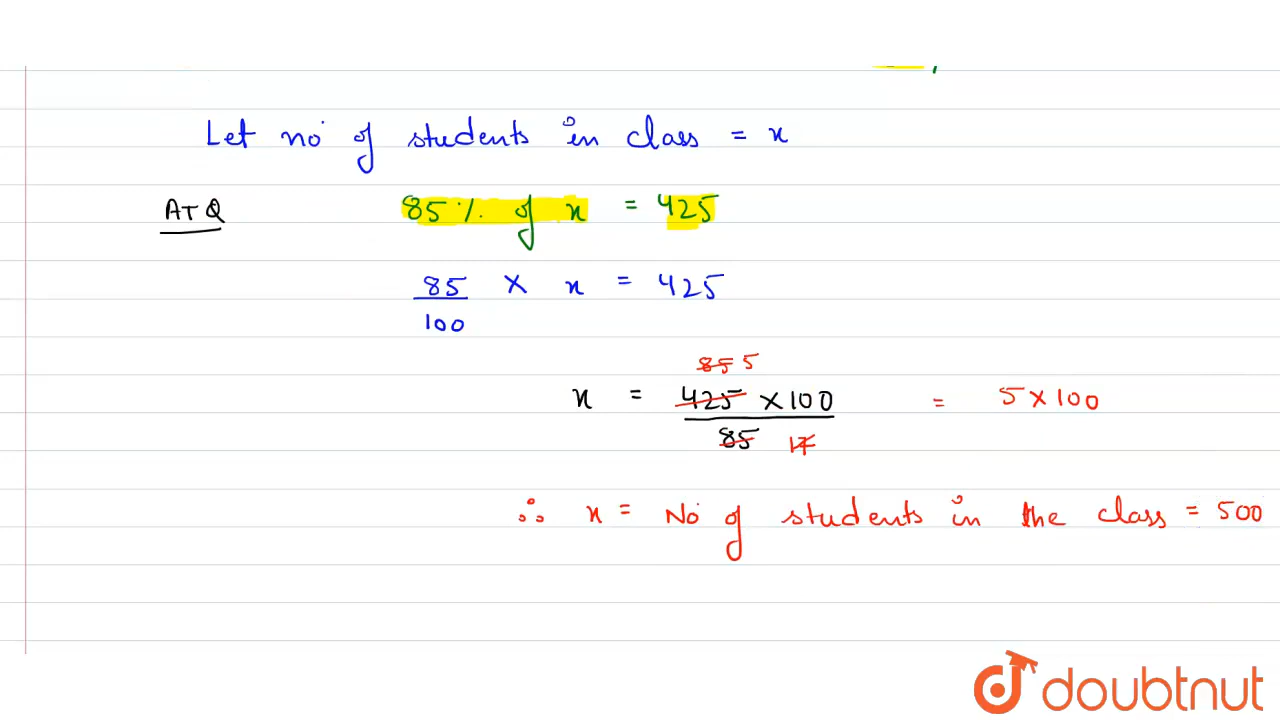 Let no of students in class = x
ATQ 85% of x = 425
85 × x = 425
100
85 5
x = 425 × 100 = 5 × 100
85 17
∴ x = No of students in the class = 500
doubtnut